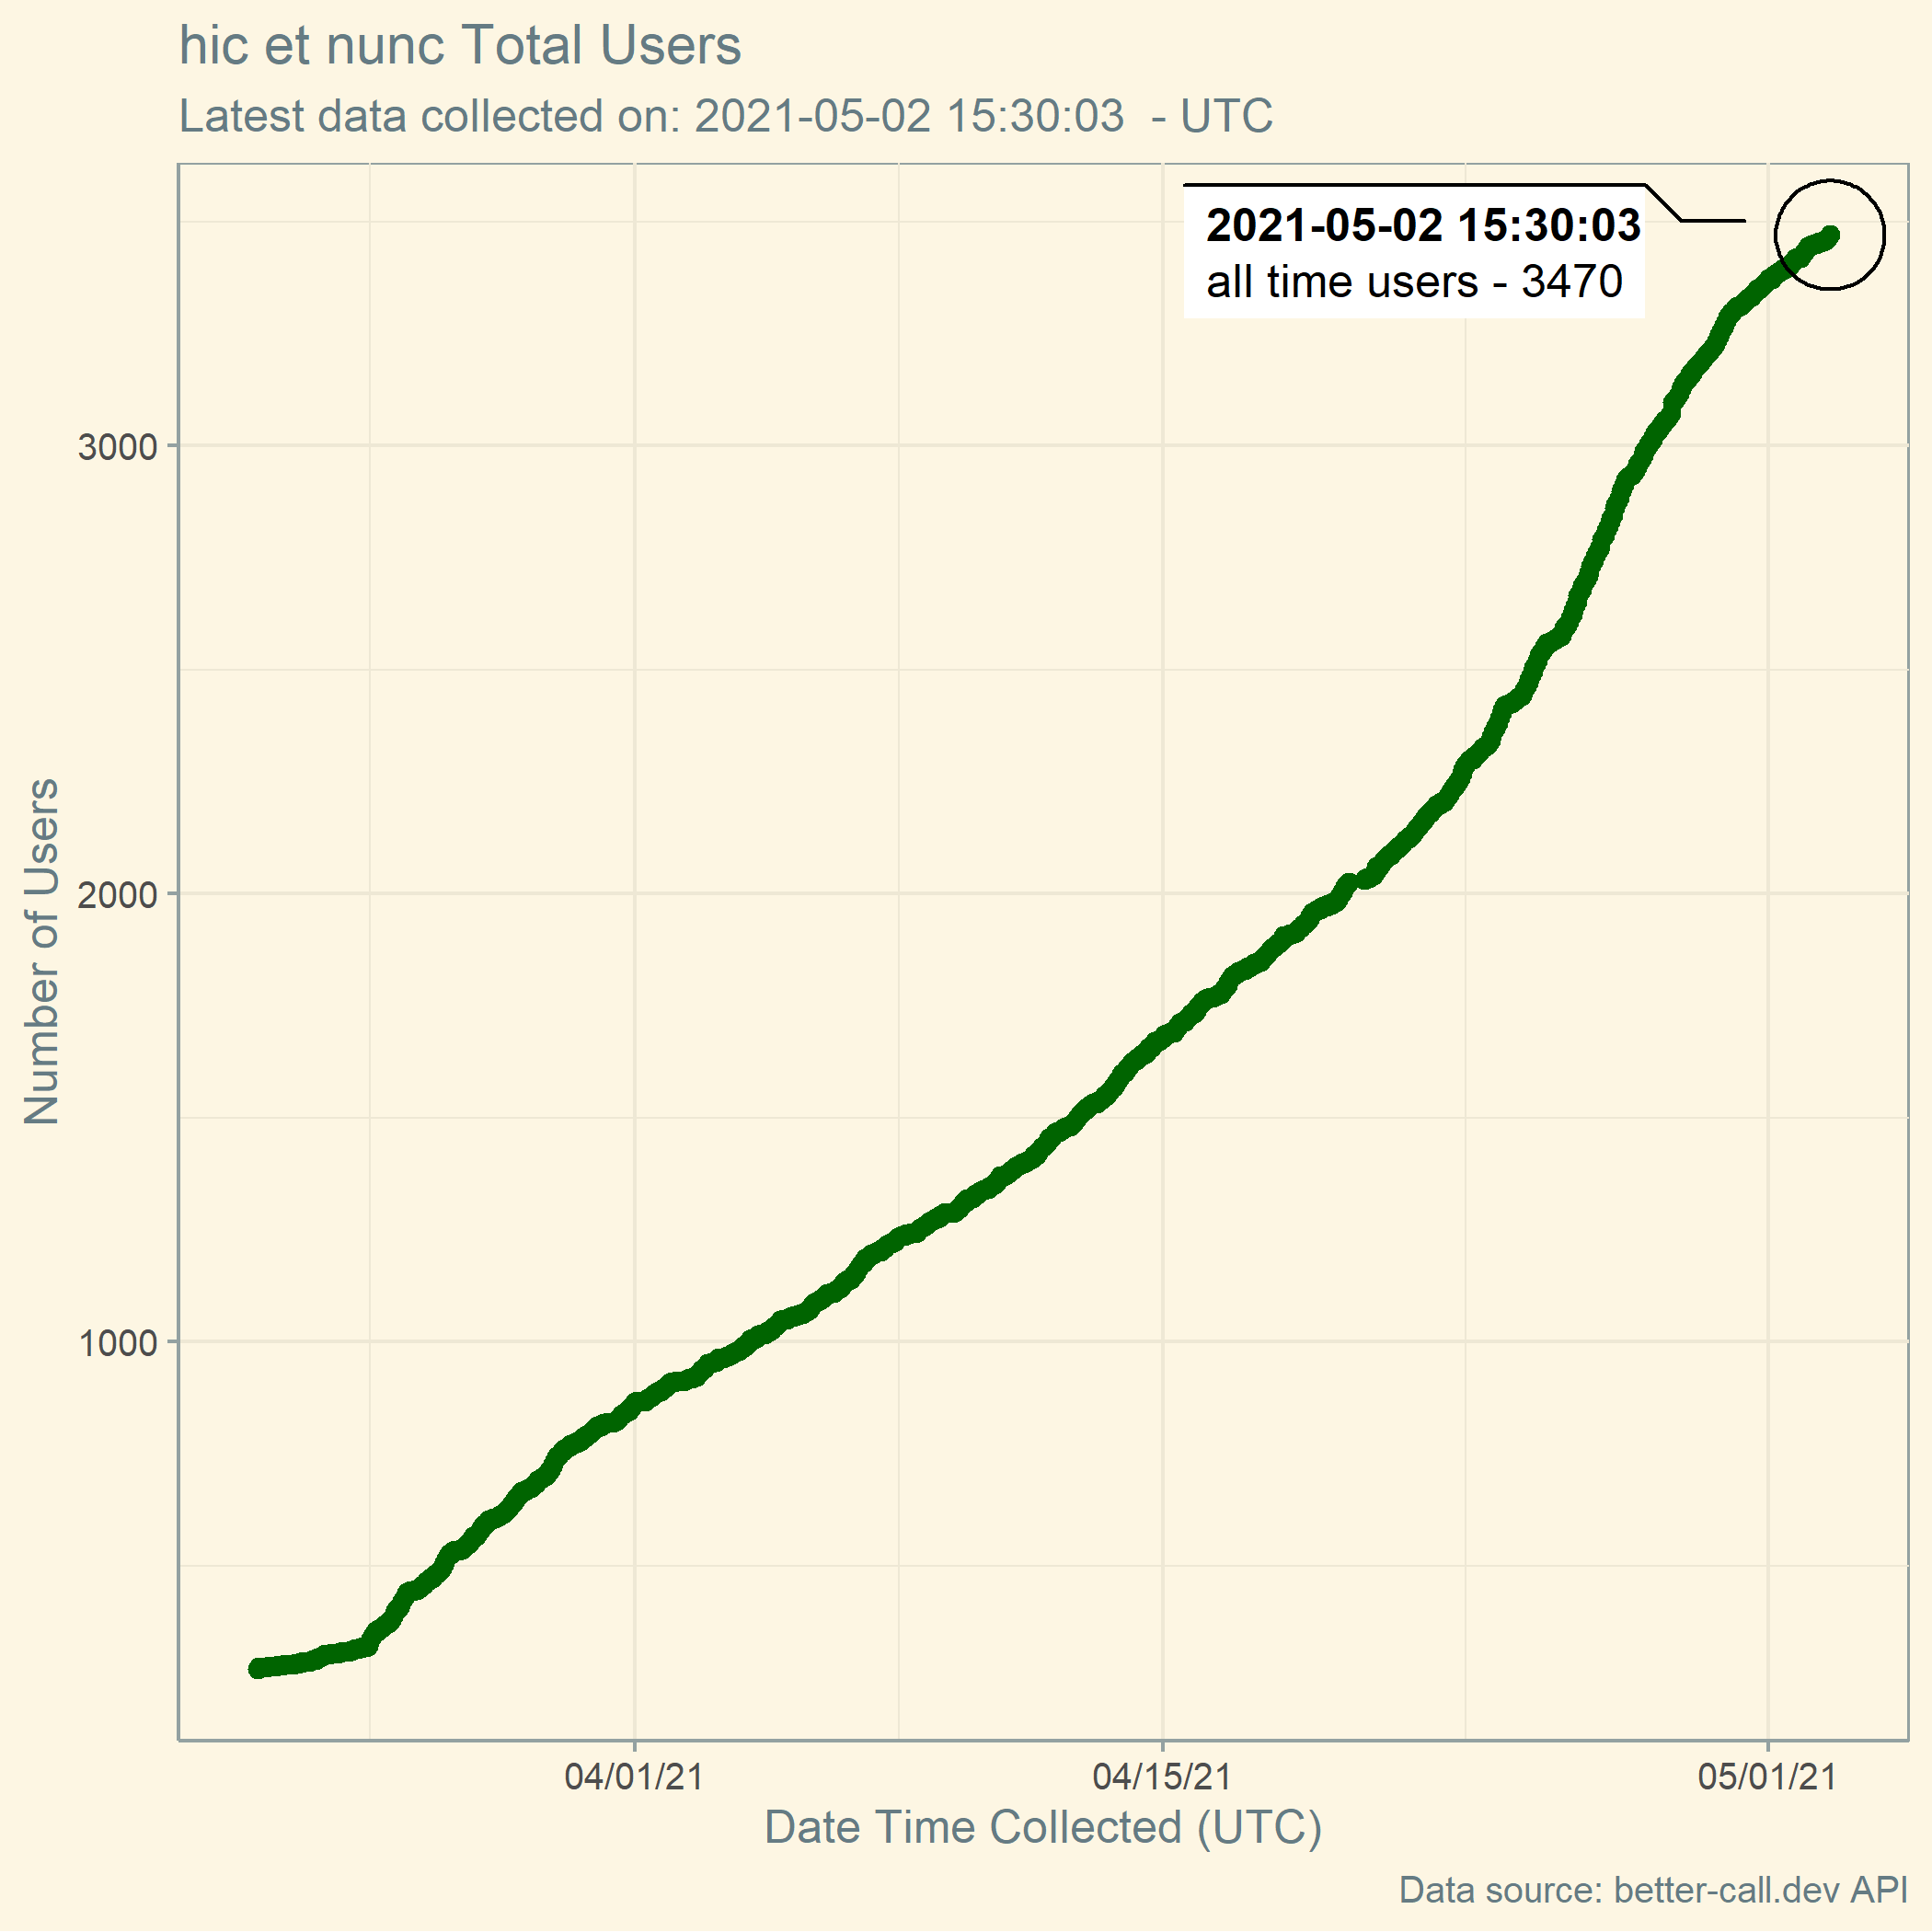 hic et nunc Total Users
Latest data collected on: 2021-05-02 15:30:03  - UTC
2021-05-02 15:30:03
all time users - 3470
3000
2000
1000
Number of Users
04/01/21
04/15/21
05/01/21
Date Time Collected (UTC)
Data source: better-call.dev API